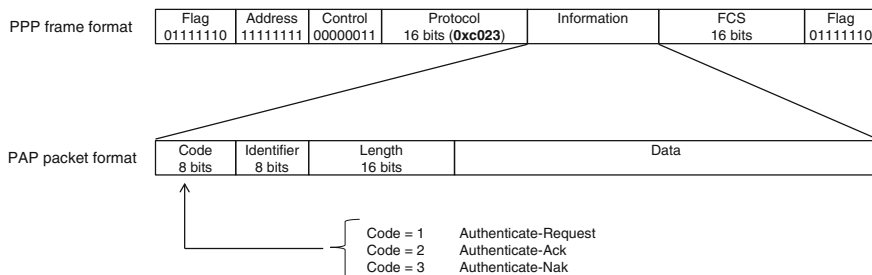 PPP frame format
Flag
01111110
Address
11111111
Control
00000011
Protocol
16 bits (0xc023)
Information
FCS
16 bits
Flag
01111110
PAP packet format
Code
8 bits
Identifier
8 bits
Length
16 bits
Data
Code = 1 Authenticate-Request
Code = 2 Authenticate-Ack
Code = 3 Authenticate-Nak